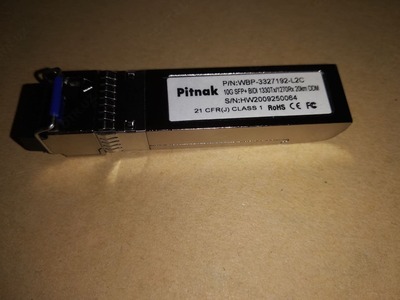 Pitnak
P/N:WBP-3327192-L2C
10G SFP+ BIDI 1330Tx/1270Rx 20km DDM
S/N:HW2009250064
21 CFR(J) CLASS 1 RoHS CE FC